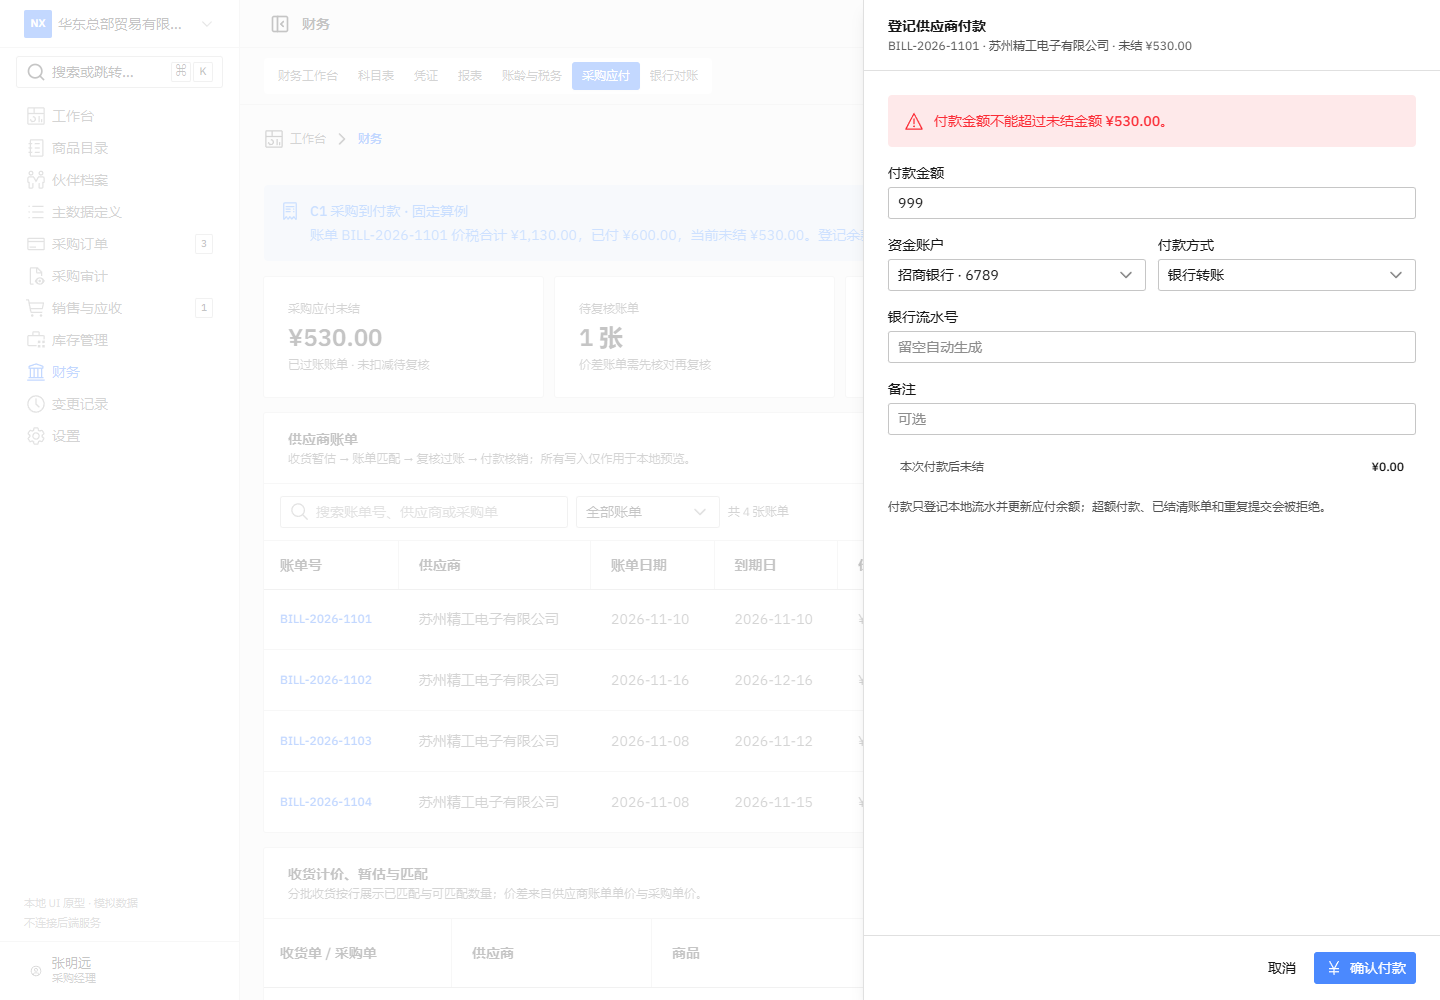 NX 华东总部贸易有限...
搜索或跳转... ⌘ K
工作台
商品目录
伙伴档案
主数据定义
采购订单 3
采购审计
销售与应收 1
库存管理
财务
变更记录
设置
本地 UI 原型 · 模拟数据
不连接后端服务
张明远
采购经理
财务
财务工作台 科目表 凭证 报表 账龄与税务 采购应付 银行对账
工作台 财务
C1 采购到付款 · 固定算例
账单 BILL-2026-1101 价税合计 ¥1,130.00，已付 ¥600.00，当前未结 ¥530.00。登记余
采购应付未结
¥530.00
已过账账单 · 未扣减待复核
待复核账单
1 张
价差账单需先核对再复核
供应商账单
收货暂估 → 账单匹配 → 复核过账 → 付款核销；所有写入仅作用于本地预览。
搜索账单号、供应商或采购单 全部账单 共 4 张账单
账单号 供应商 账单日期 到期日
BILL-2026-1101 苏州精工电子有限公司 2026-11-10 2026-11-10
BILL-2026-1102 苏州精工电子有限公司 2026-11-16 2026-12-16
BILL-2026-1103 苏州精工电子有限公司 2026-11-08 2026-11-12
BILL-2026-1104 苏州精工电子有限公司 2026-11-08 2026-11-15
收货计价、暂估与匹配
分批收货按行展示已匹配与可匹配数量；价差来自供应商账单单价与采购单价。
收货单 / 采购单 供应商 商品
登记供应商付款
BILL-2026-1101 · 苏州精工电子有限公司 · 未结 ¥530.00
付款金额不能超过未结金额 ¥530.00。
付款金额
999
资金账户 付款方式
招商银行 · 6789 银行转账
银行流水号
留空自动生成
备注
可选
本次付款后未结 ¥0.00
付款只登记本地流水并更新应付余额；超额付款、已结清账单和重复提交会被拒绝。
取消 ¥ 确认付款